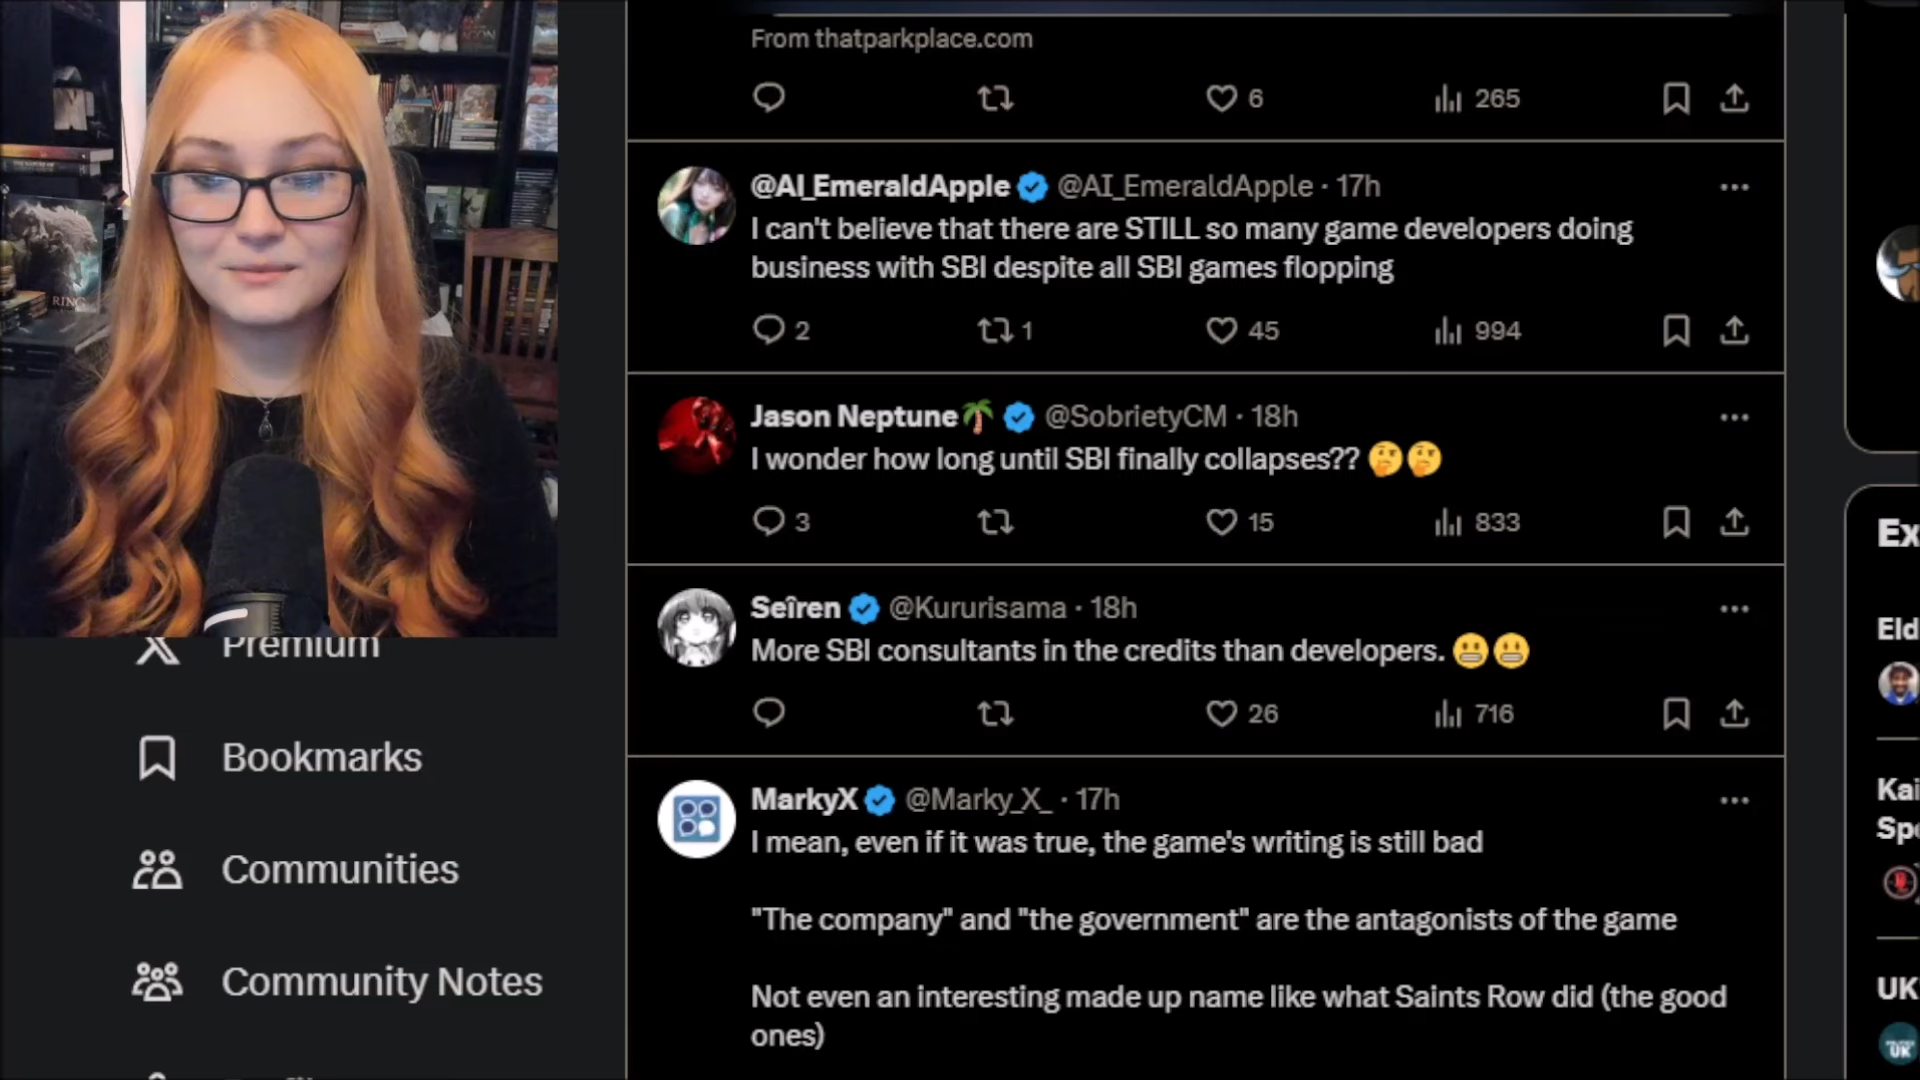 From thatparkplace.com
6
265
@AI_EmeraldApple @AI_EmeraldApple · 17h
I can't believe that there are STILL so many game developers doing
business with SBI despite all SBI games flopping
2
1
45
994
Jason Neptune🌴 @SobrietyCM · 18h
I wonder how long until SBI finally collapses?? 🤔🤔
3
15
833
Seîren @Kururisama · 18h
More SBI consultants in the credits than developers. 😬😬
26
716
MarkyX @Marky_X_ · 17h
I mean, even if it was true, the game's writing is still bad
"The company" and "the government" are the antagonists of the game
Not even an interesting made up name like what Saints Row did (the good
ones)
Premium
Bookmarks
Communities
Community Notes
RING
Ex
Eld
Kai
Spe
UK
UK